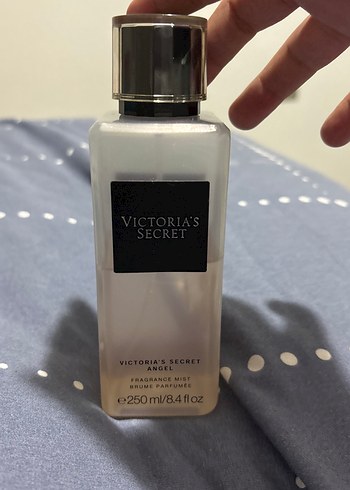 VICTORIA'S
SECRET
VICTORIA'S SECRET
ANGEL
FRAGRANCE MIST
BRUME PARFUMÉE
℮250 ml/8.4 fl oz